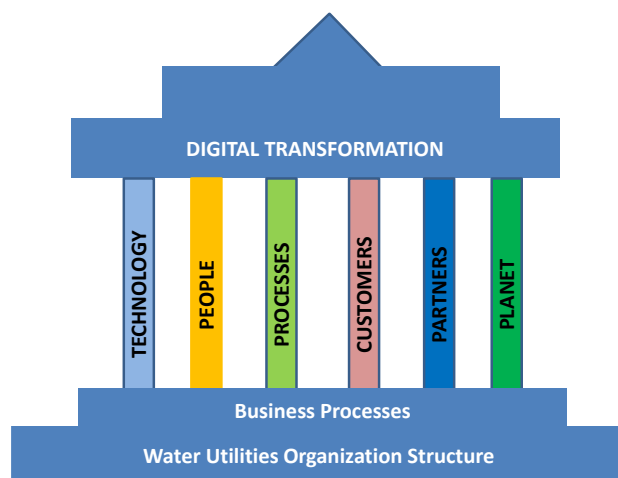 DIGITAL TRANSFORMATION
TECHNOLOGY
PEOPLE
PROCESSES
CUSTOMERS
PARTNERS
PLANET
Business Processes
Water Utilities Organization Structure